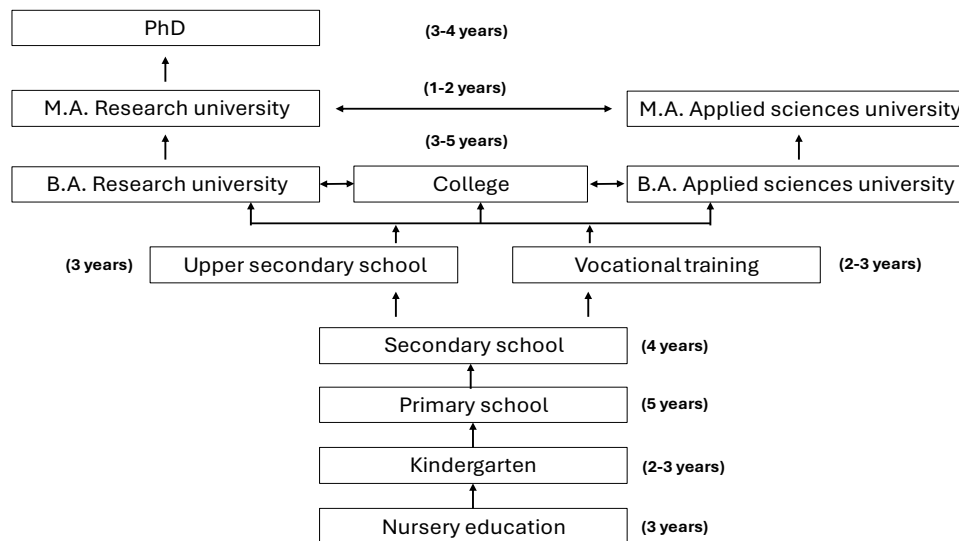 PhD
(3-4 years)
(1-2 years)
M.A. Research university
M.A. Applied sciences university
(3-5 years)
B.A. Research university
College
B.A. Applied sciences university
(3 years)
Upper secondary school
Vocational training
(2-3 years)
Secondary school
(4 years)
Primary school
(5 years)
Kindergarten
(2-3 years)
Nursery education
(3 years)